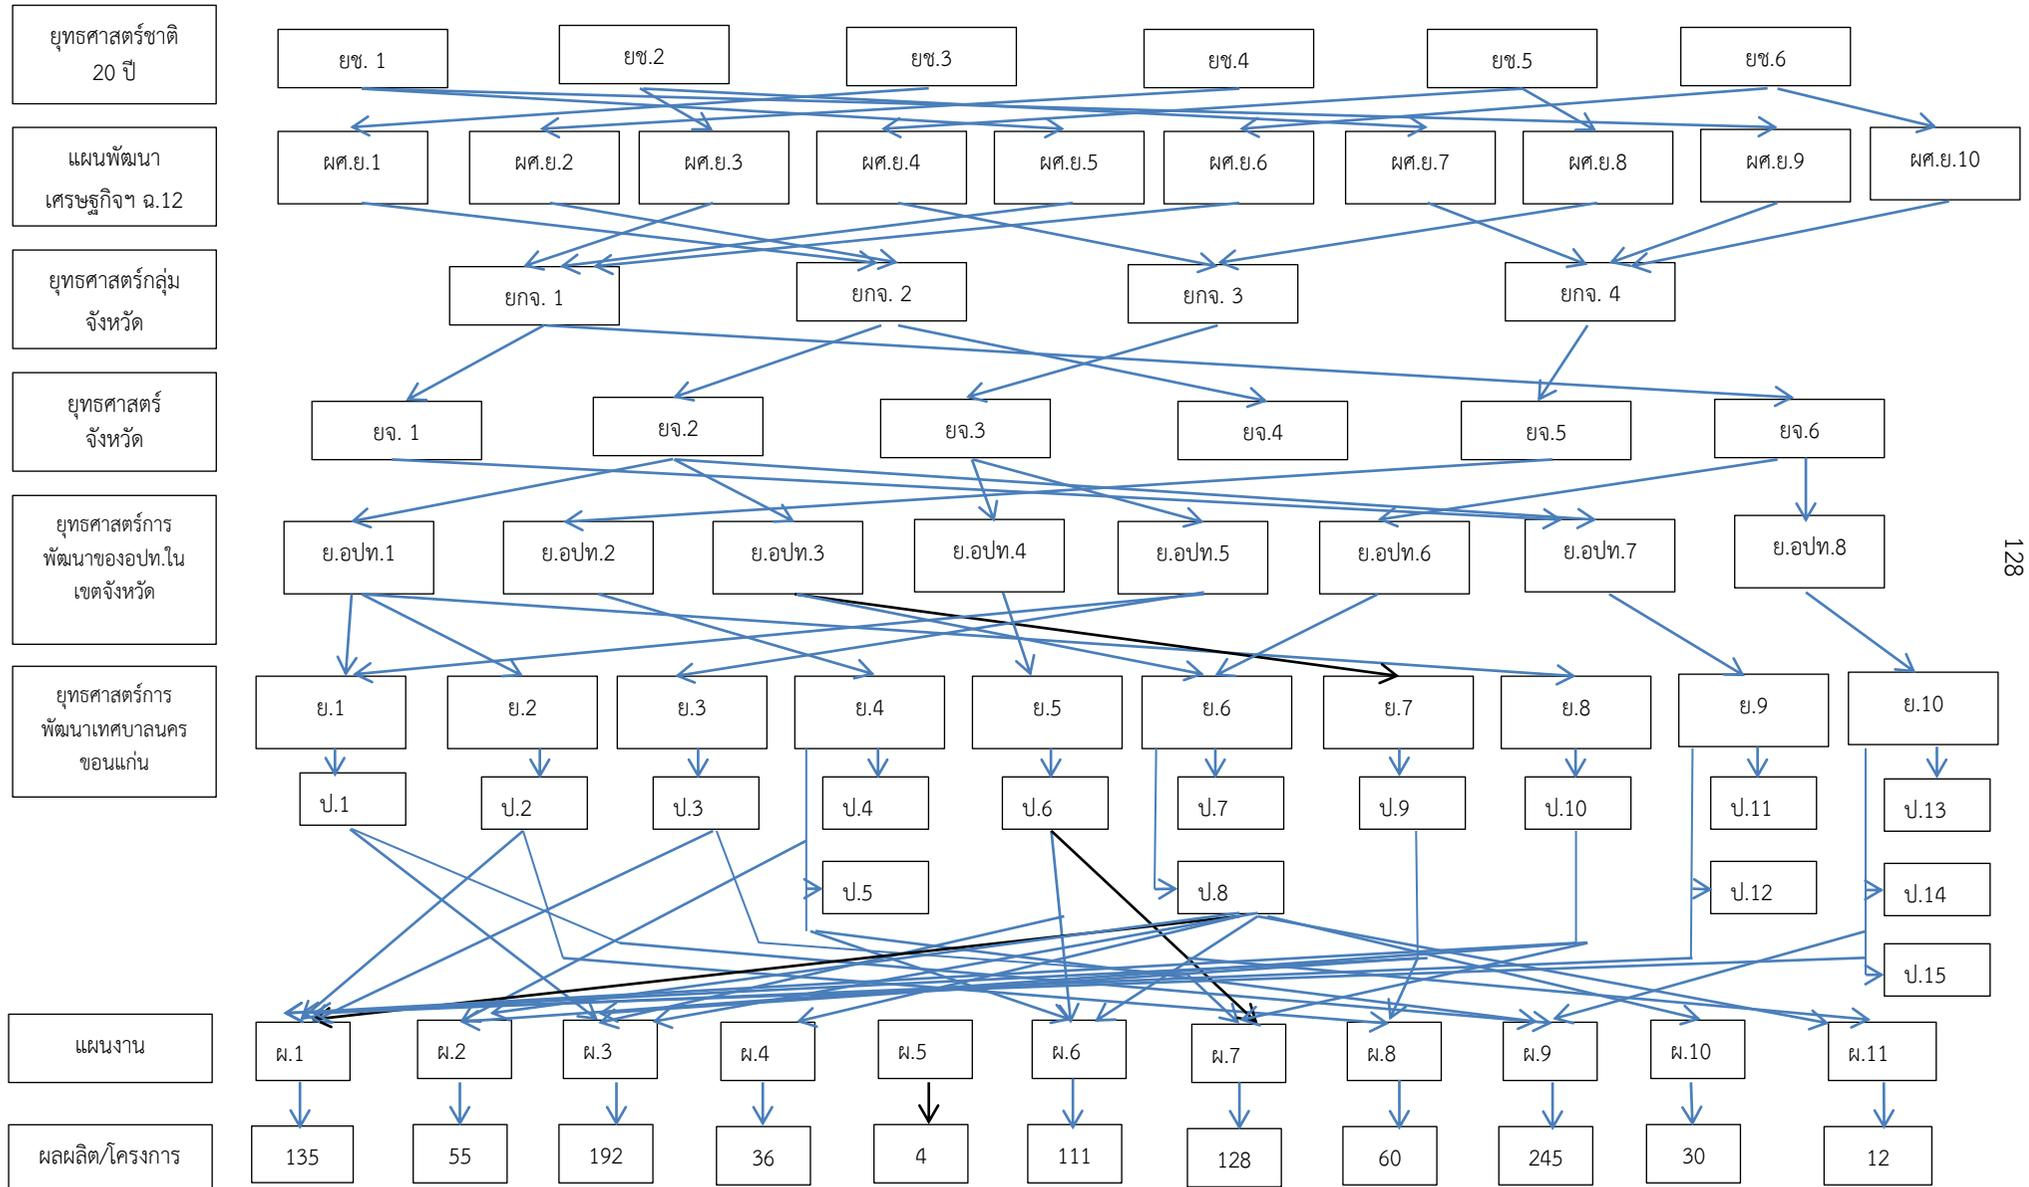 ยุทธศาสตร์ชาติ
20 ปี
ยช. 1
ยช.2
ยช.3
ยช.4
ยช.5
ยช.6
แผนพัฒนา
เศรษฐกิจฯ ฉ.12
ผศ.ย.1
ผศ.ย.2
ผศ.ย.3
ผศ.ย.4
ผศ.ย.5
ผศ.ย.6
ผศ.ย.7
ผศ.ย.8
ผศ.ย.9
ผศ.ย.10
ยุทธศาสตร์กลุ่ม
จังหวัด
ยกจ. 1
ยกจ. 2
ยกจ. 3
ยกจ. 4
ยุทธศาสตร์
จังหวัด
ยจ. 1
ยจ.2
ยจ.3
ยจ.4
ยจ.5
ยจ.6
ยุทธศาสตร์การ
พัฒนาของอปท.ใน
เขตจังหวัด
ย.อปท.1
ย.อปท.2
ย.อปท.3
ย.อปท.4
ย.อปท.5
ย.อปท.6
ย.อปท.7
ย.อปท.8
128
ยุทธศาสตร์การ
พัฒนาเทศบาลนคร
ขอนแก่น
ย.1
ย.2
ย.3
ย.4
ย.5
ย.6
ย.7
ย.8
ย.9
ย.10
ป.1
ป.2
ป.3
ป.4
ป.6
ป.7
ป.9
ป.10
ป.11
ป.13
ป.5
ป.8
ป.12
ป.14
ป.15
แผนงาน
ผ.1
ผ.2
ผ.3
ผ.4
ผ.5
ผ.6
ผ.7
ผ.8
ผ.9
ผ.10
ผ.11
ผลผลิต/โครงการ
135
55
192
36
4
111
128
60
245
30
12